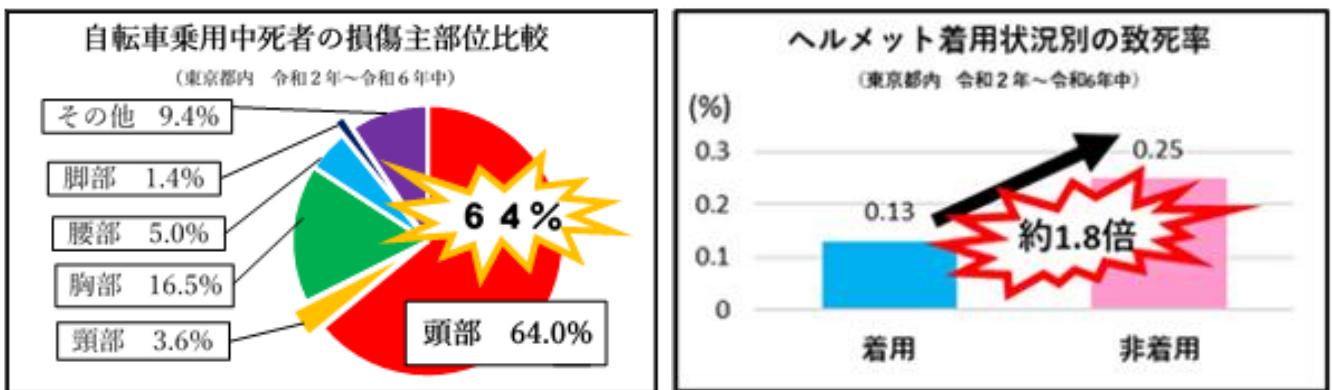 自転車乗用中死者の損傷主部位比較
（東京都内　令和２年～令和６年中）
その他　9.4%
脚部　1.4%
腰部　5.0%
胸部　16.5%
頸部　3.6%
６４%
頭部　64.0%
ヘルメット着用状況別の致死率
（東京都内　令和２年～令和6年中）
(%)
0.3
0.2
0.1
0
0.13
0.25
約1.8倍
着用
非着用